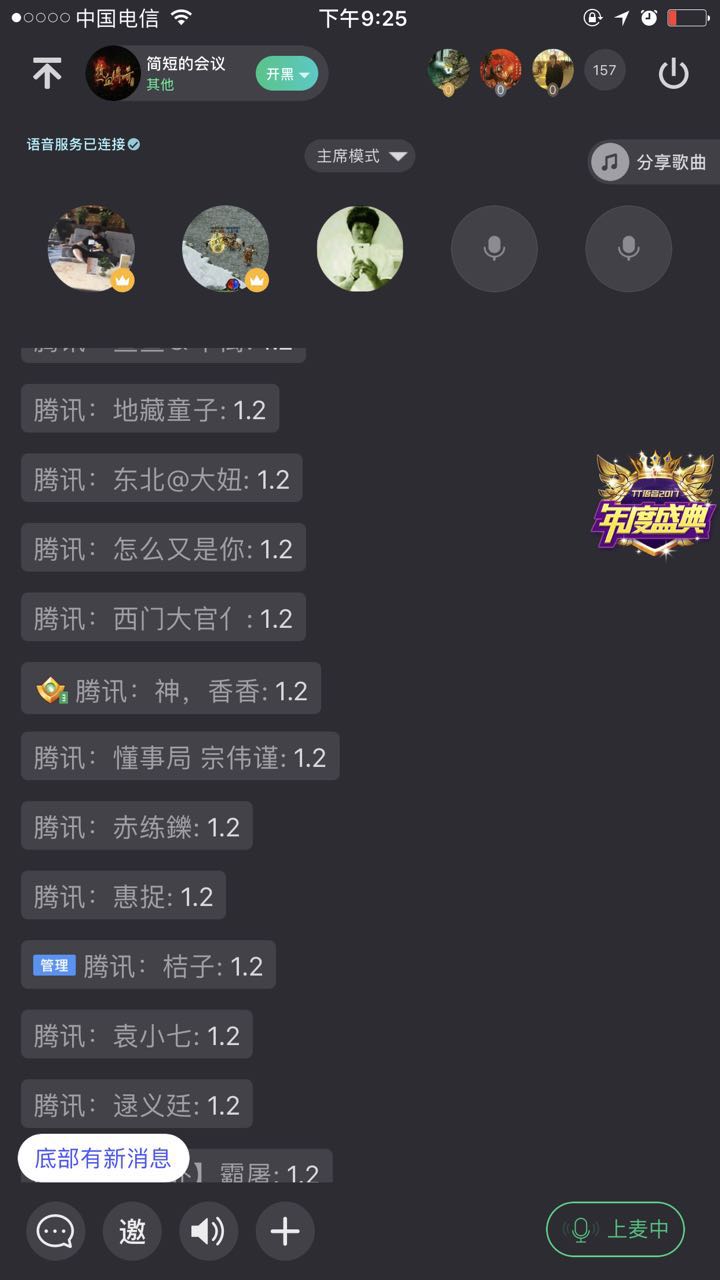 中国电信
下午9:25
简短的会议
其他
开黑
0
0
0
157
语音服务已连接
主席模式
分享歌曲
腾讯：地藏童子: 1.2
腾讯：东北@大妞: 1.2
TT语音2017
年度盛典
腾讯：怎么又是你: 1.2
腾讯：西门大官亻: 1.2
腾讯：神，香香: 1.2
腾讯：懂事局 宗伟谨: 1.2
腾讯：赤练鑠: 1.2
腾讯：惠捉: 1.2
管理 腾讯：桔子: 1.2
腾讯：袁小七: 1.2
腾讯：逯义廷: 1.2
底部有新消息
】霸屠: 1.2
邀
上麦中